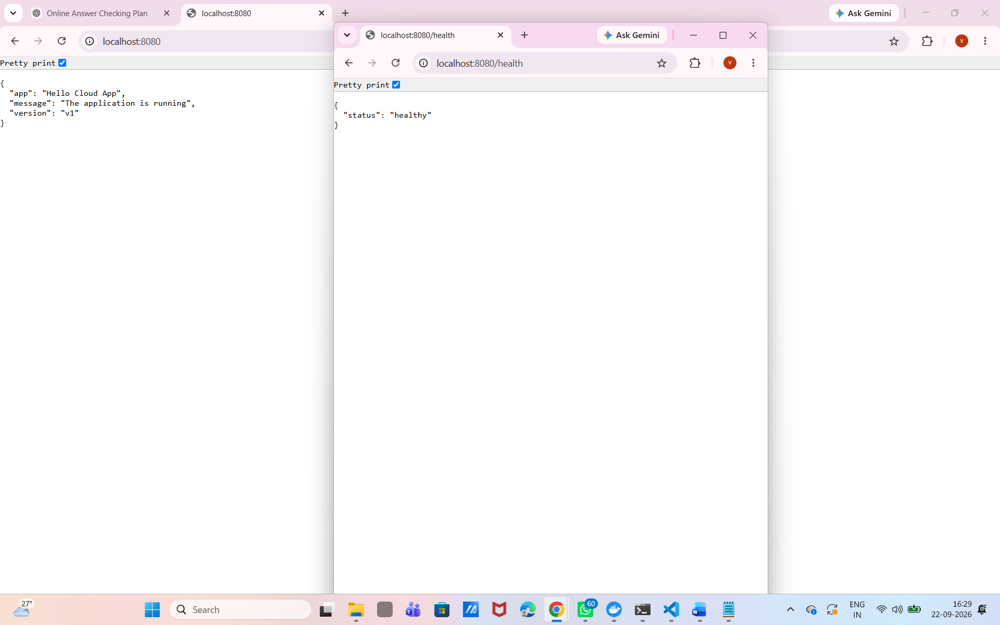 Online Answer Checking Plan
localhost:8080
Ask Gemini
localhost:8080
V
Pretty print
{
"app": "Hello Cloud App",
"message": "The application is running",
"version": "v1"
}
localhost:8080/health
Ask Gemini
localhost:8080/health
V
Pretty print
{
"status": "healthy"
}
27°
Search
60
ENG
IN
16:29
22-09-2026